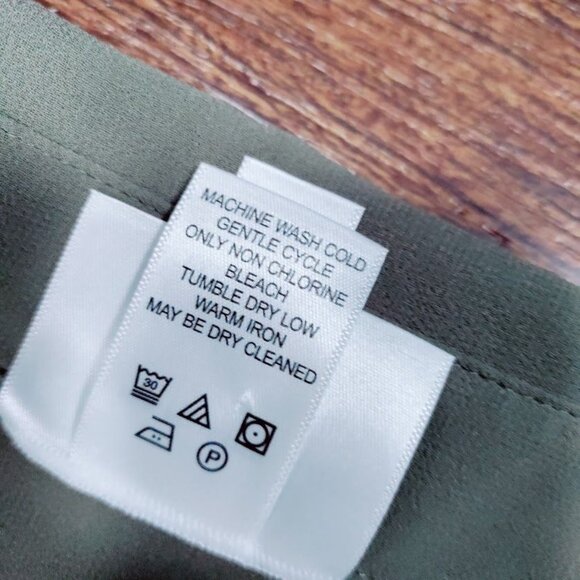 MACHINE WASH COLD
GENTLE CYCLE
ONLY NON CHLORINE
BLEACH
TUMBLE DRY LOW
WARM IRON
MAY BE DRY CLEANED
30
P